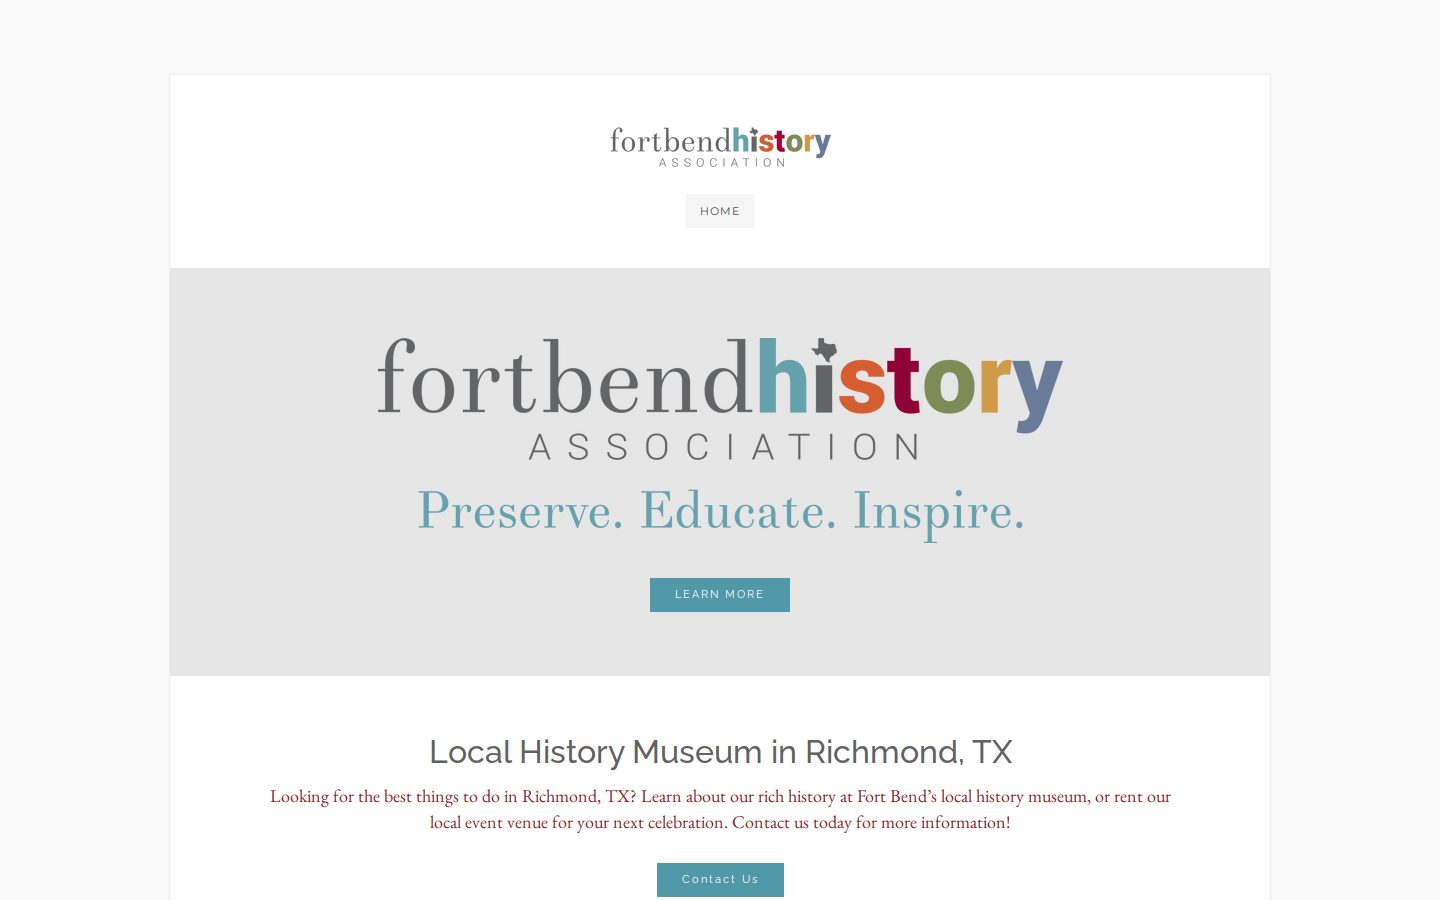 fortbendhistory
ASSOCIATION
HOME
fortbendhistory
ASSOCIATION
Preserve. Educate. Inspire.
LEARN MORE
Local History Museum in Richmond, TX
Looking for the best things to do in Richmond, TX? Learn about our rich history at Fort Bend’s local history museum, or rent our
local event venue for your next celebration. Contact us today for more information!
Contact Us